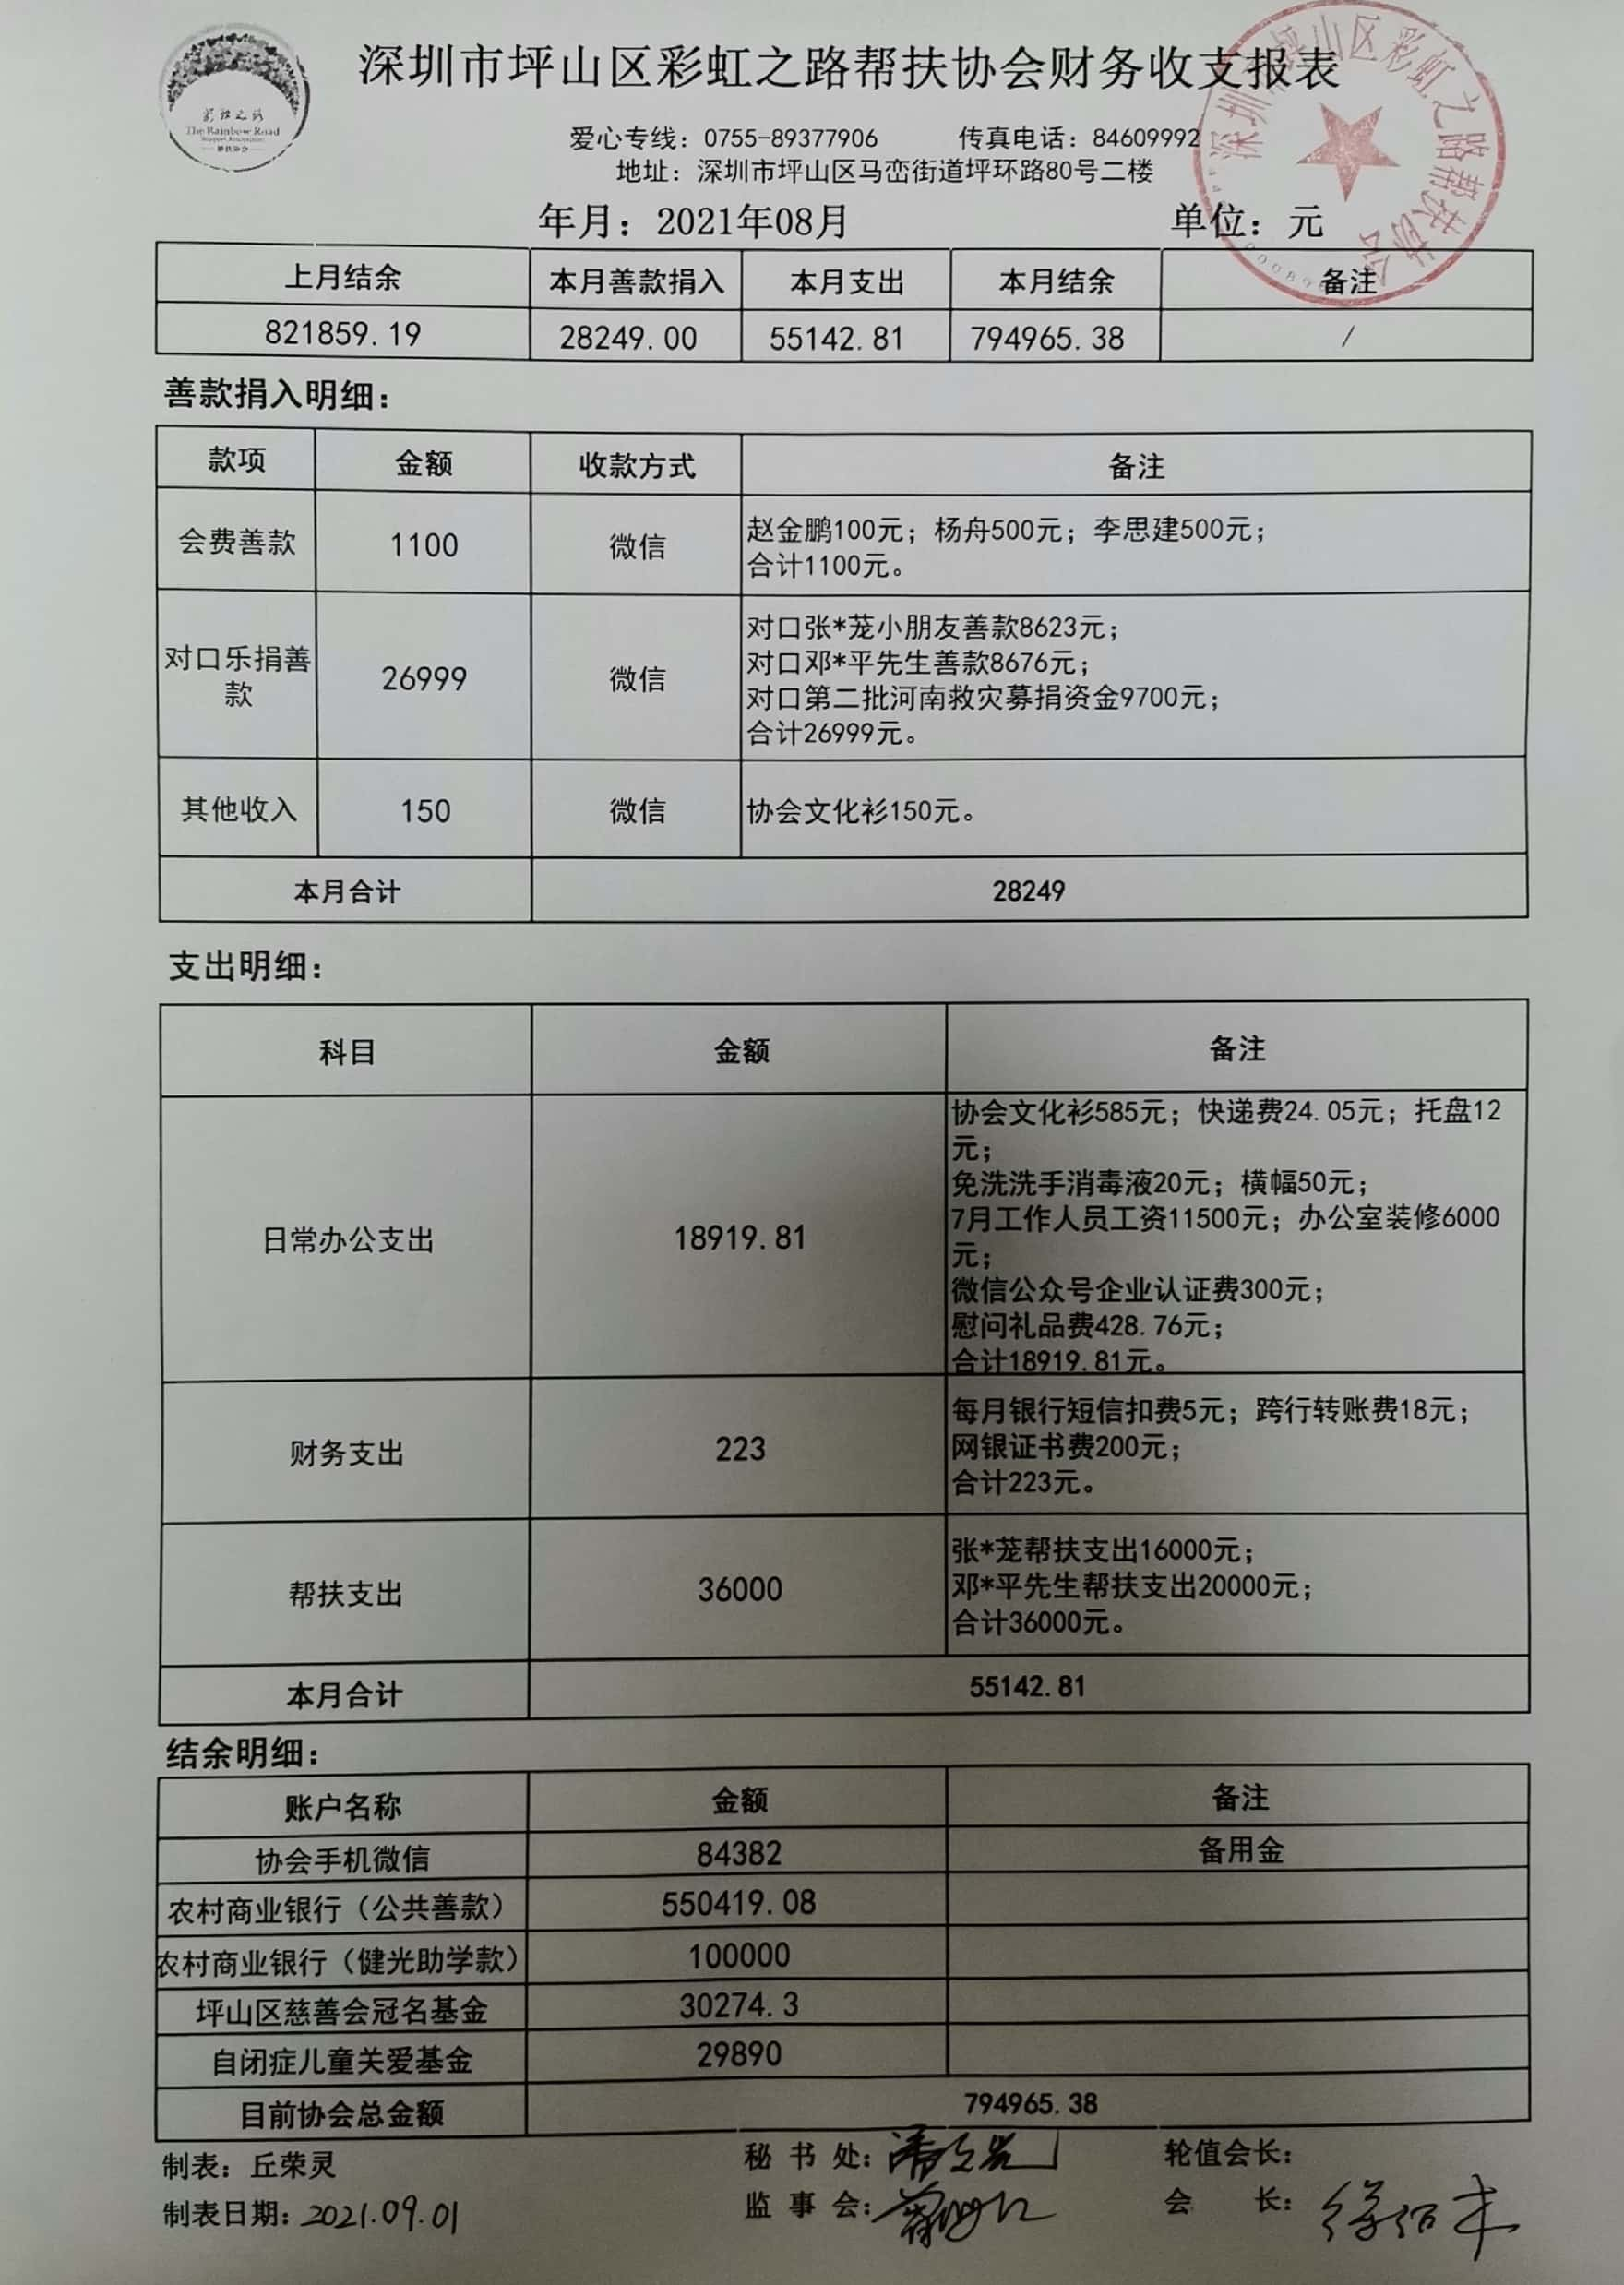 彩虹之路
The Rainbow Road
深圳市坪山区彩虹之路帮扶协会财务收支报表
深圳市坪山区彩虹之路帮扶协会
爱心专线：0755-89377906 传真电话：84609992
地址：深圳市坪山区马峦街道坪环路80号二楼
年月：2021年08月 单位：元
上月结余 本月善款捐入 本月支出 本月结余 备注
821859.19 28249.00 55142.81 794965.38 /
善款捐入明细：
款项 金额 收款方式 备注
会费善款 1100 微信 赵金鹏100元；杨舟500元；李思建500元；
合计1100元。
对口乐捐善款 26999 微信 对口张*茏小朋友善款8623元；
对口邓*平先生善款8676元；
对口第二批河南救灾募捐资金9700元；
合计26999元。
其他收入 150 微信 协会文化衫150元。
本月合计 28249
支出明细：
科目 金额 备注
日常办公支出 18919.81 协会文化衫585元；快递费24.05元；托盘12
元；
免洗洗手消毒液20元；横幅50元；
7月工作人员工资11500元；办公室装修6000
元；
微信公众号企业认证费300元；
慰问礼品费428.76元；
合计18919.81元。
财务支出 223 每月银行短信扣费5元；跨行转账费18元；
网银证书费200元；
合计223元。
帮扶支出 36000 张*茏帮扶支出16000元；
邓*平先生帮扶支出20000元；
合计36000元。
本月合计 55142.81
结余明细：
账户名称 金额 备注
协会手机微信 84382 备用金
农村商业银行（公共善款） 550419.08
农村商业银行（健光助学款） 100000
坪山区慈善会冠名基金 30274.3
自闭症儿童关爱基金 29890
目前协会总金额 794965.38
制表：丘荣灵 秘书处： 轮值会长：
制表日期：2021.09.01 监事会： 会长：